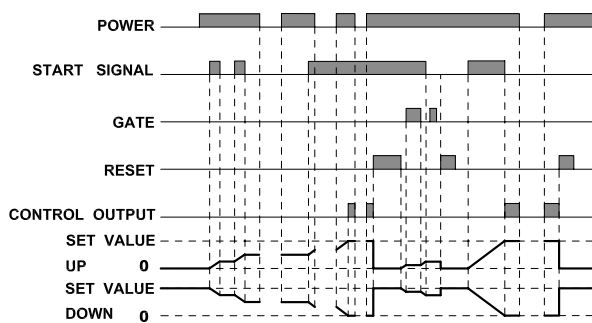 POWER
START SIGNAL
GATE
RESET
CONTROL OUTPUT
SET VALUE
UP 0
SET VALUE
DOWN 0